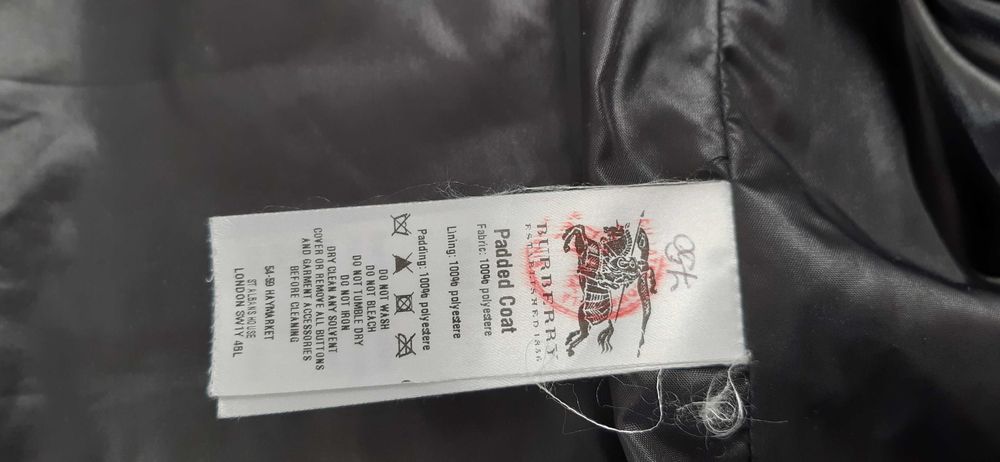 BURBERRY
ESTABLISHED 1856
Padded Coat
Fabric: 100% polyestere
Lining: 100% polyestere
Padding: 100% polyestere
DO NOT WASH
DO NOT BLEACH
DO NOT TUMBLE DRY
DO NOT IRON
DRY CLEAN ANY SOLVENT
COVER OR REMOVE ALL BUTTONS
AND GARMENT ACCESSORIES
BEFORE CLEANING
54-59 HAYMARKET
ST ALBANS HOUSE
LONDON SW1Y 4BL